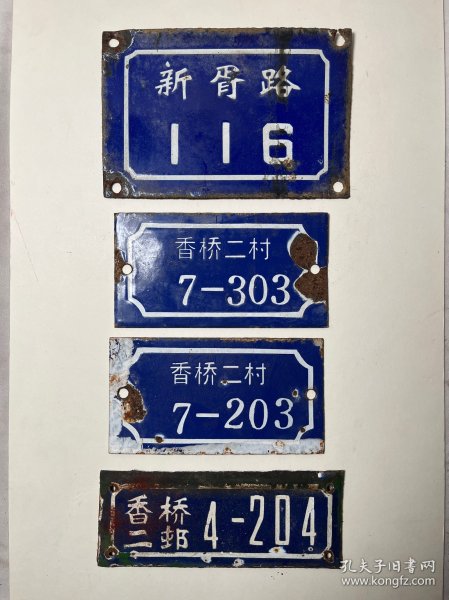 新胥路
116
香桥二村
7-303
香桥二村
7-203
香桥
二邨
4-204
孔夫子旧书网
www.kongfz.com